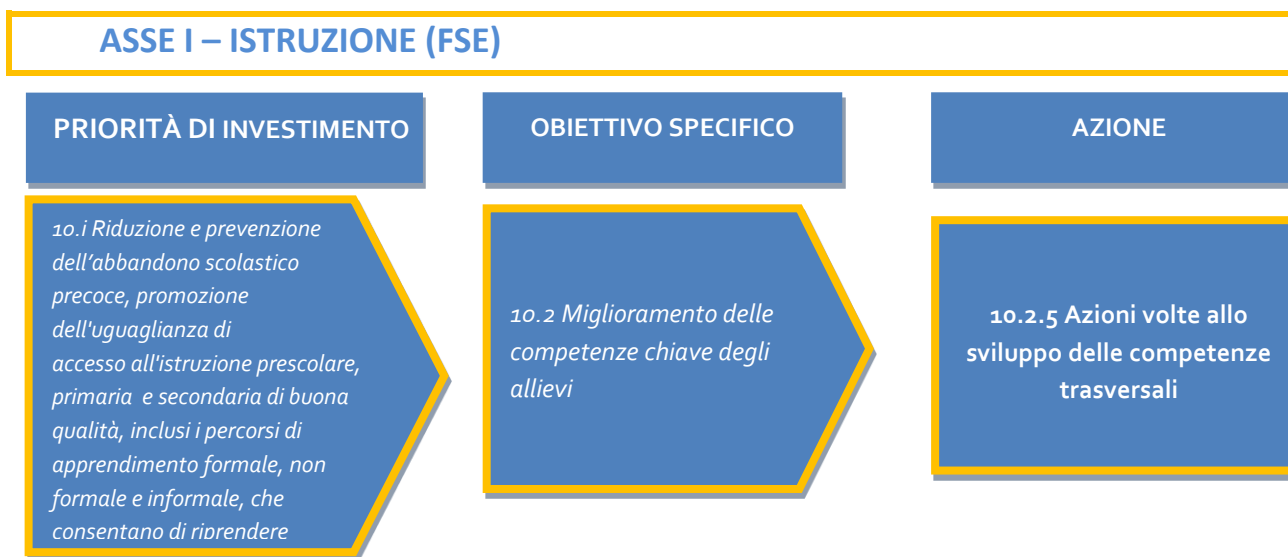 ASSE I – ISTRUZIONE (FSE)
PRIORITÀ DI INVESTIMENTO
10.i Riduzione e prevenzione
dell’abbandono scolastico
precoce, promozione
dell'uguaglianza di
accesso all'istruzione prescolare,
primaria e secondaria di buona
qualità, inclusi i percorsi di
apprendimento formale, non
formale e informale, che
consentano di riprendere
OBIETTIVO SPECIFICO
10.2 Miglioramento delle
competenze chiave degli
allievi
AZIONE
10.2.5 Azioni volte allo
sviluppo delle competenze
trasversali